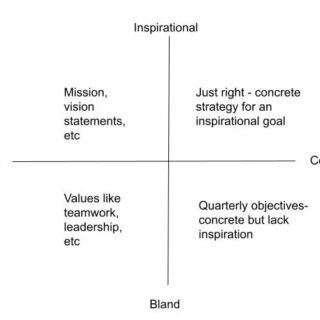 Inspirational
Mission,
vision
statements,
etc
Just right - concrete
strategy for an
inspirational goal
Values like
teamwork,
leadership,
etc
Quarterly objectives-
concrete but lack
inspiration
Bland